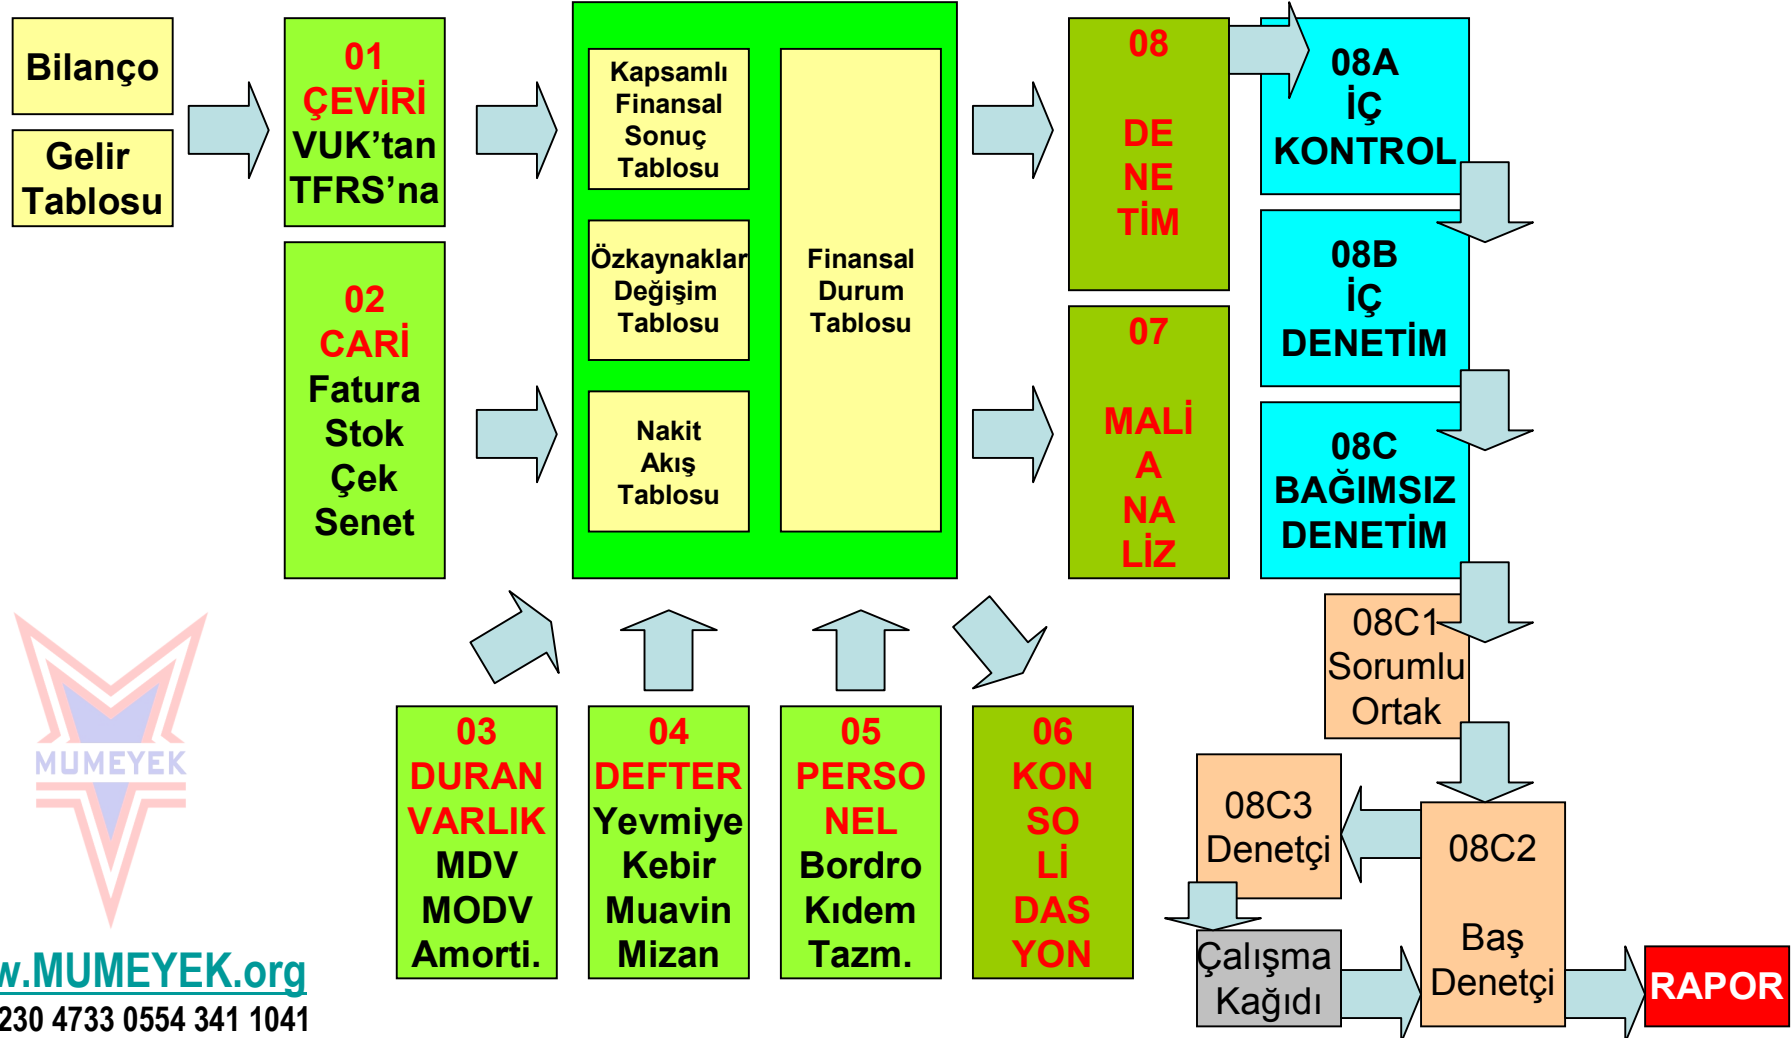 Bilanço
Gelir
Tablosu
01
ÇEVİRİ
VUK’tan
TFRS’na
02
CARİ
Fatura
Stok
Çek
Senet
Kapsamlı
Finansal
Sonuç
Tablosu
Özkaynaklar
Değişim
Tablosu
Nakit
Akış
Tablosu
Finansal
Durum
Tablosu
08
DE
NE
TİM
07
MALİ
A
NA
LİZ
08A
İÇ
KONTROL
08B
İÇ
DENETİM
08C
BAĞIMSIZ
DENETİM
08C1
Sorumlu
Ortak
08C2
Baş
Denetçi
08C3
Denetçi
Çalışma
Kağıdı
RAPOR
03
DURAN
VARLIK
MDV
MODV
Amorti.
04
DEFTER
Yevmiye
Kebir
Muavin
Mizan
05
PERSO
NEL
Bordro
Kıdem
Tazm.
06
KON
SO
Lİ
DAS
YON
MUMEYEK
w.MUMEYEK.org
230 4733 0554 341 1041